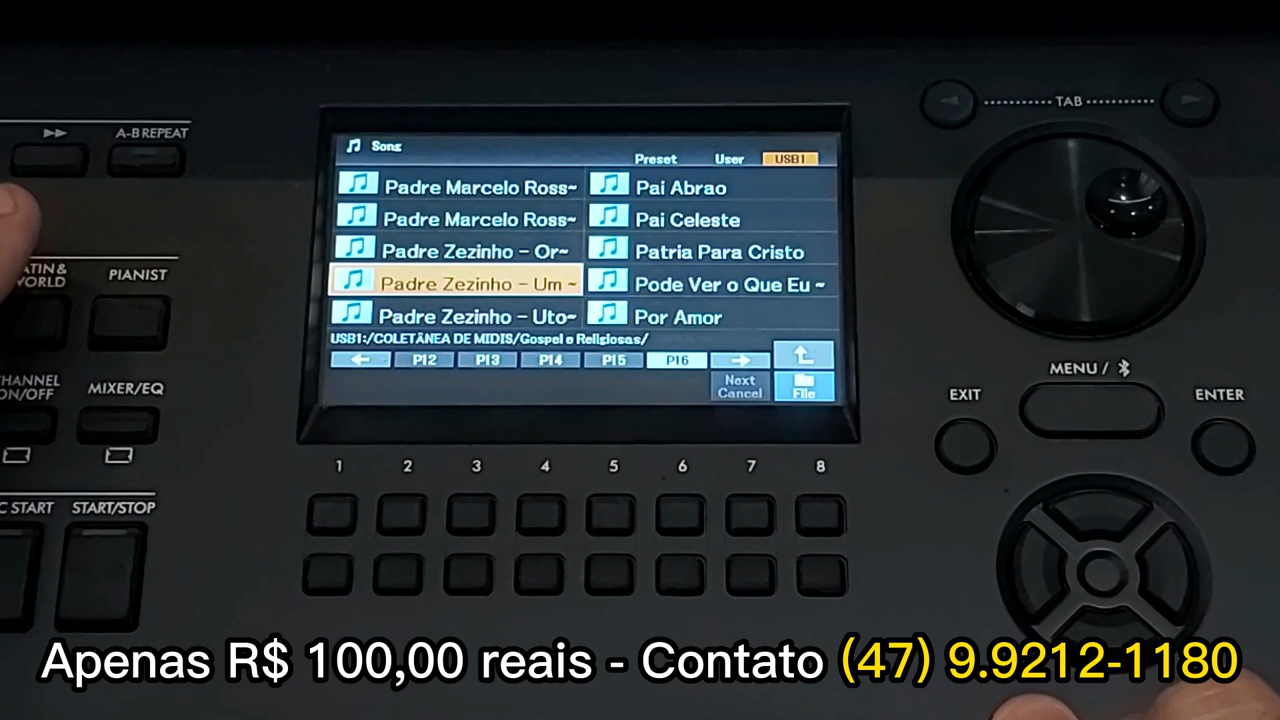 A-B REPEAT
TAB
Song
Preset User USB1
Padre Marcelo Ross~ Pai Abrao
Padre Marcelo Ross~ Pai Celeste
Padre Zezinho - Or~ Patria Para Cristo
Padre Zezinho - Um ~ Pode Ver o Que Eu ~
Padre Zezinho - Uto~ Por Amor
USB1:/COLETÂNEA DE MIDIS/Gospel e Religiosas/
P12 P13 P14 P15 P16
Next
Cancel
File
PIANIST
MIXER/EQ
MENU /
EXIT
ENTER
1 2 3 4 5 6 7 8
START START/STOP
Apenas R$ 100,00 reais - Contato (47) 9.9212-1180